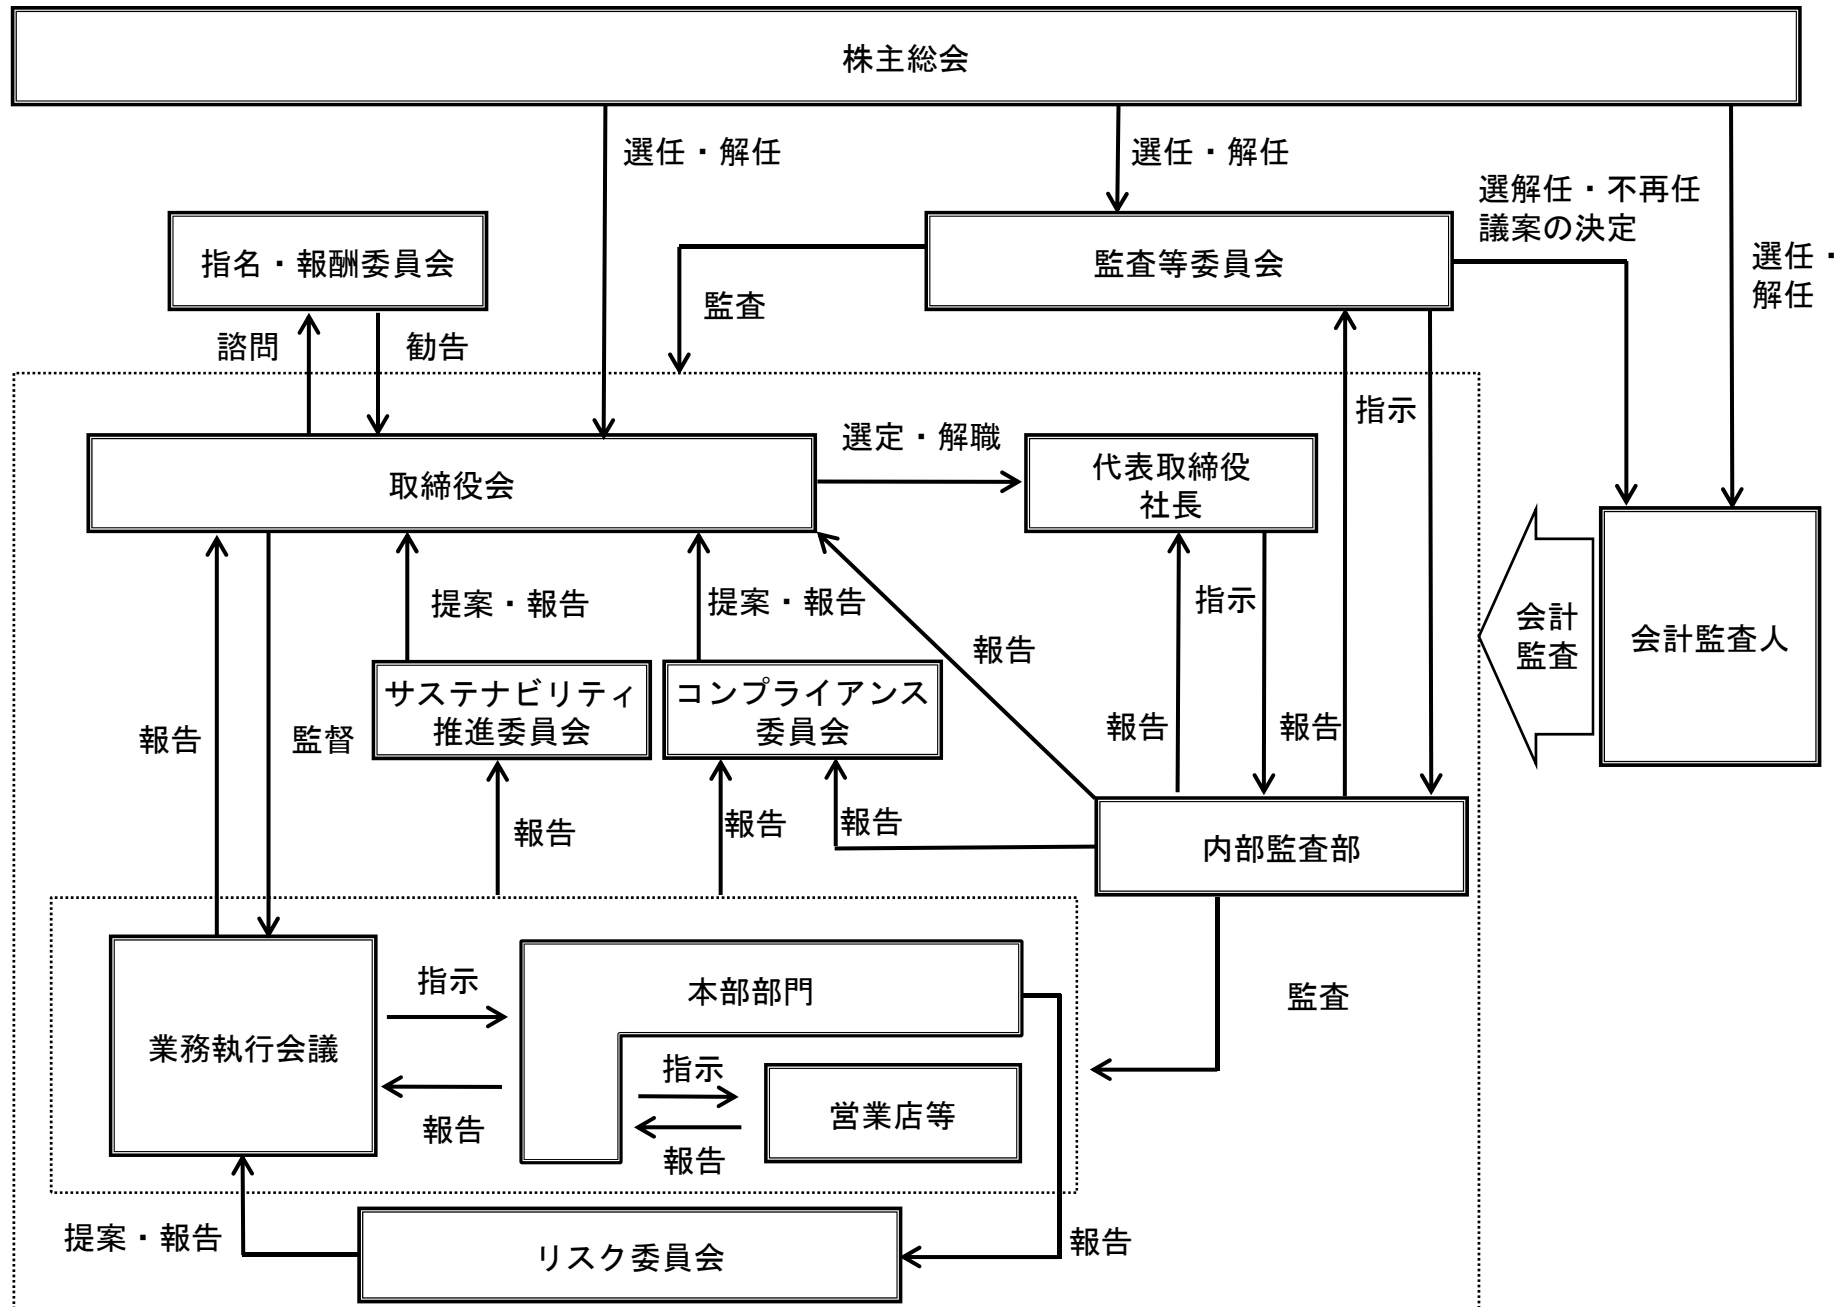 株主総会
選任・解任
選任・解任
選解任・不再任
議案の決定
選任・
解任
指名・報酬委員会
監査等委員会
監査
諮問
勧告
指示
取締役会
選定・解職
代表取締役
社長
提案・報告
提案・報告
報告
指示
会計
監査
会計監査人
サステナビリティ
推進委員会
コンプライアンス
委員会
報告
監督
報告
報告
報告
報告
報告
内部監査部
指示
本部部門
監査
業務執行会議
指示
営業店等
報告
報告
提案・報告
リスク委員会
報告